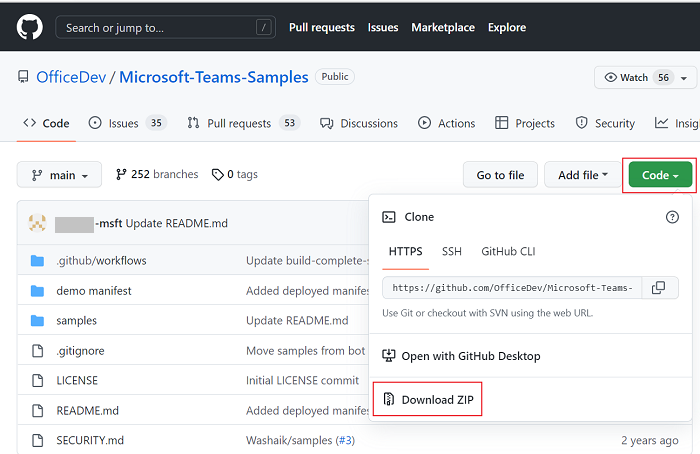 Search or jump to... / Pull requests Issues Marketplace Explore
OfficeDev / Microsoft-Teams-Samples Public Watch 56
Code Issues 35 Pull requests 53 Discussions Actions Projects Security Insig
main 252 branches 0 tags Go to file Add file Code
-msft Update README.md
Clone
HTTPS SSH GitHub CLI
https://github.com/OfficeDev/Microsoft-Teams-
Use Git or checkout with SVN using the web URL.
Open with GitHub Desktop
Download ZIP
.github/workflows Update build-complete-s
demo manifest Added deployed manifes
samples Update README.md
.gitignore Move samples from bot
LICENSE Initial LICENSE commit
README.md Added deployed manifes
SECURITY.md Washaik/samples (#3) 2 years ago